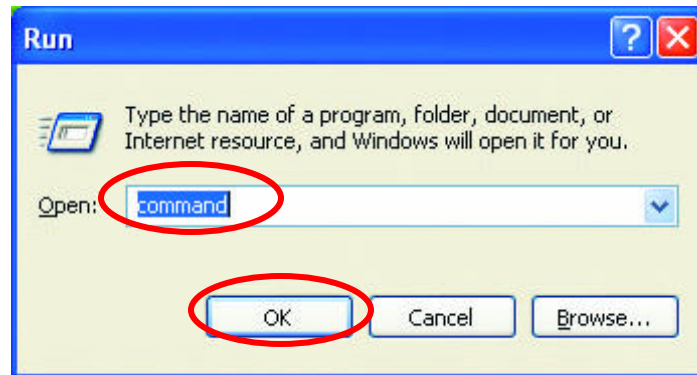 Run
Type the name of a program, folder, document, or
Internet resource, and Windows will open it for you.
Open: command
OK Cancel Browse...